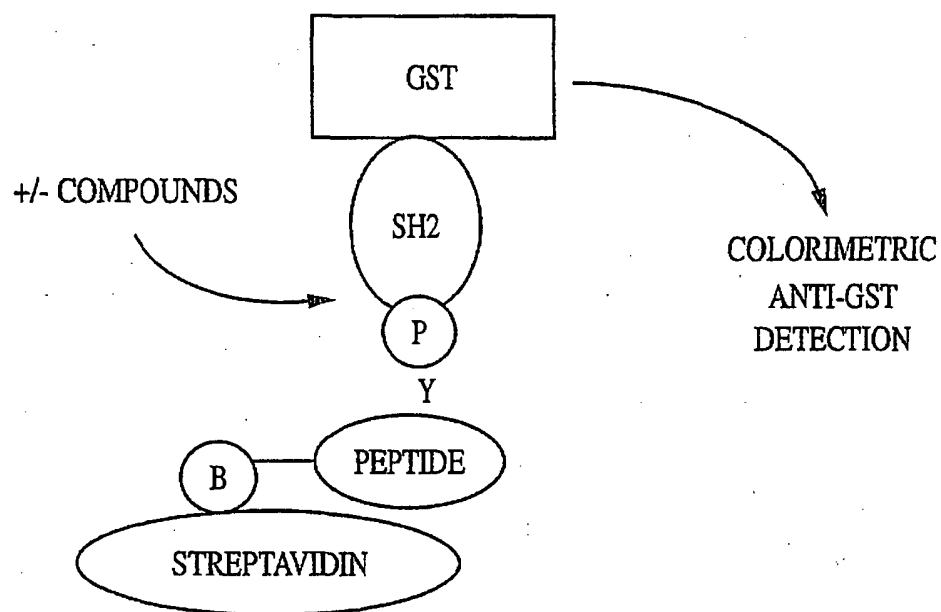 GST
+/- COMPOUNDS
SH2
COLORIMETRIC
ANTI-GST
DETECTION
P
Y
PEPTIDE
B
STREPTAVIDIN